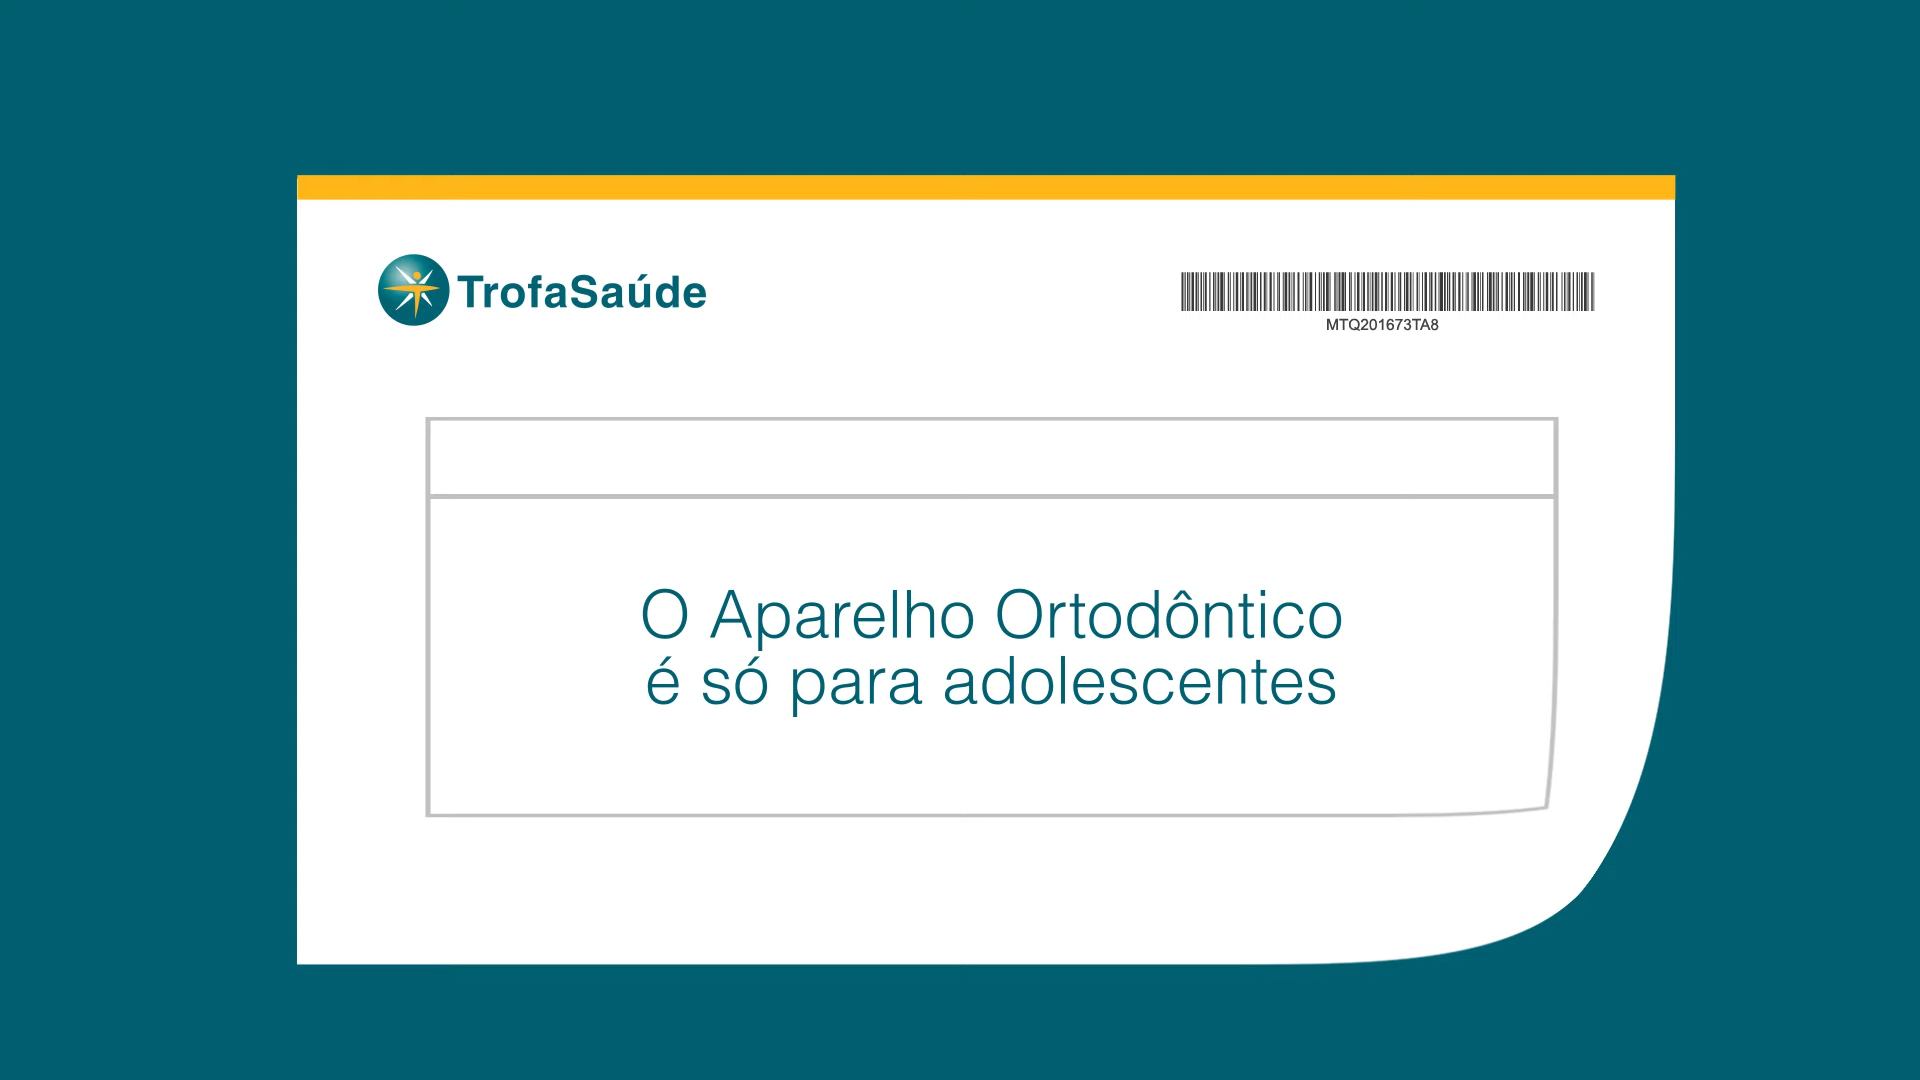 TrofaSaúde
MTQ201673TA8
O Aparelho Ortodôntico
é só para adolescentes